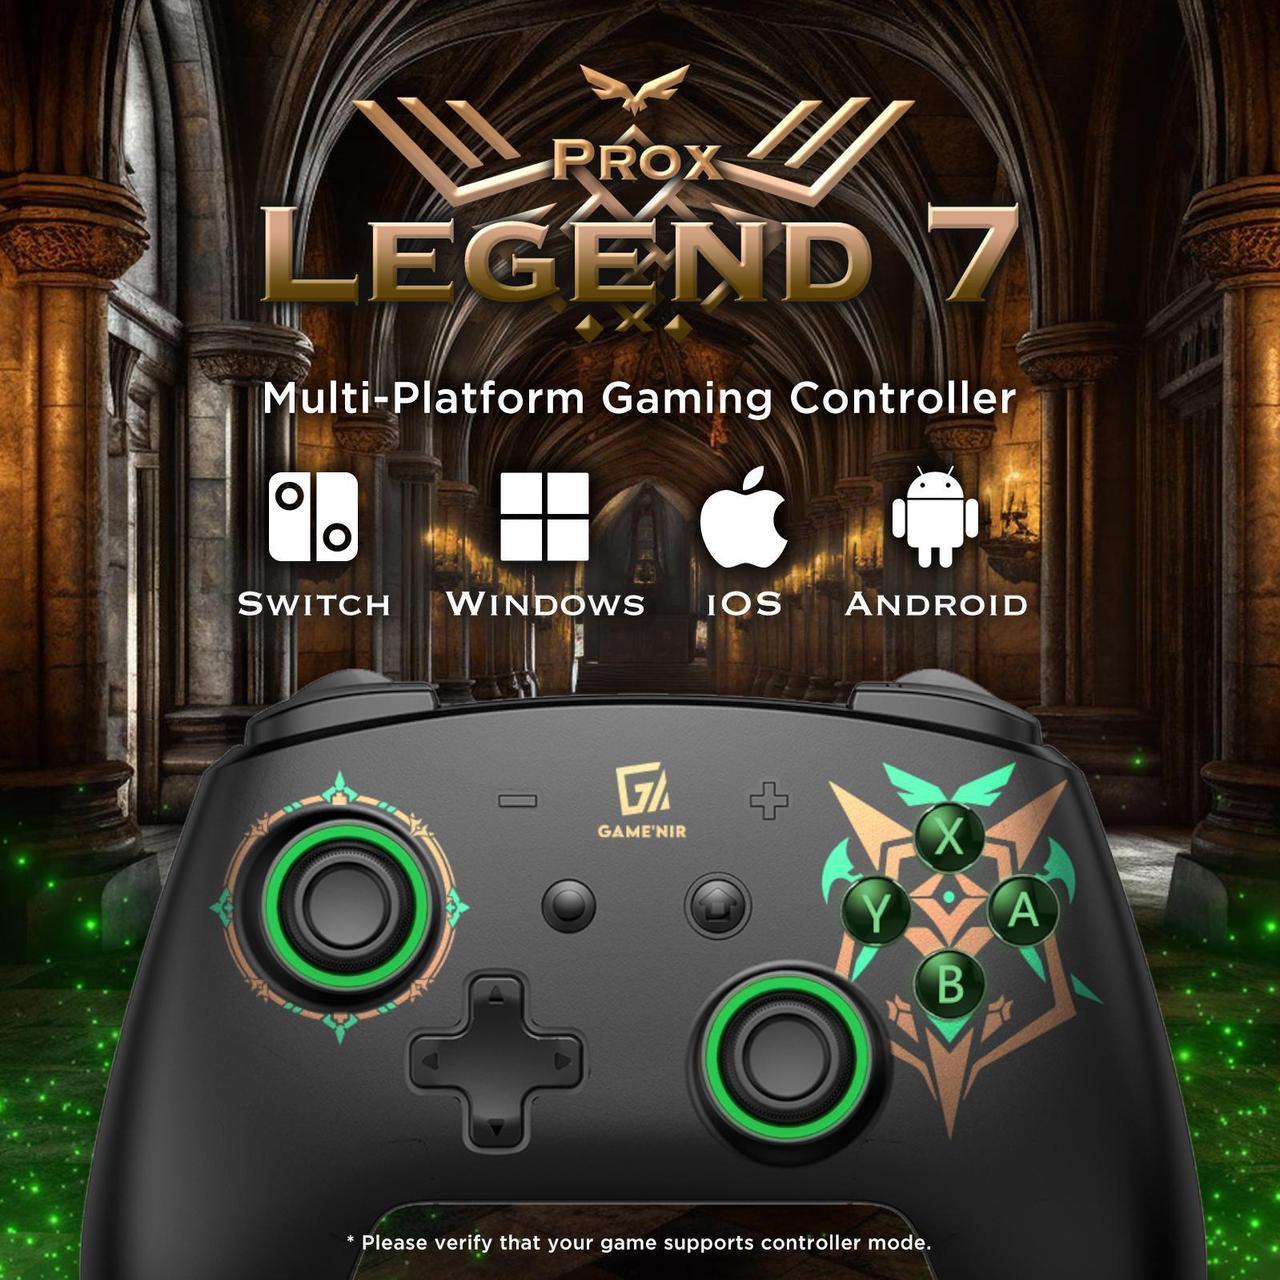 PROX
LEGEND 7
Multi-Platform Gaming Controller
SWITCH WINDOWS iOS ANDROID
GAME'NIR
X
Y A
B
* Please verify that your game supports controller mode.